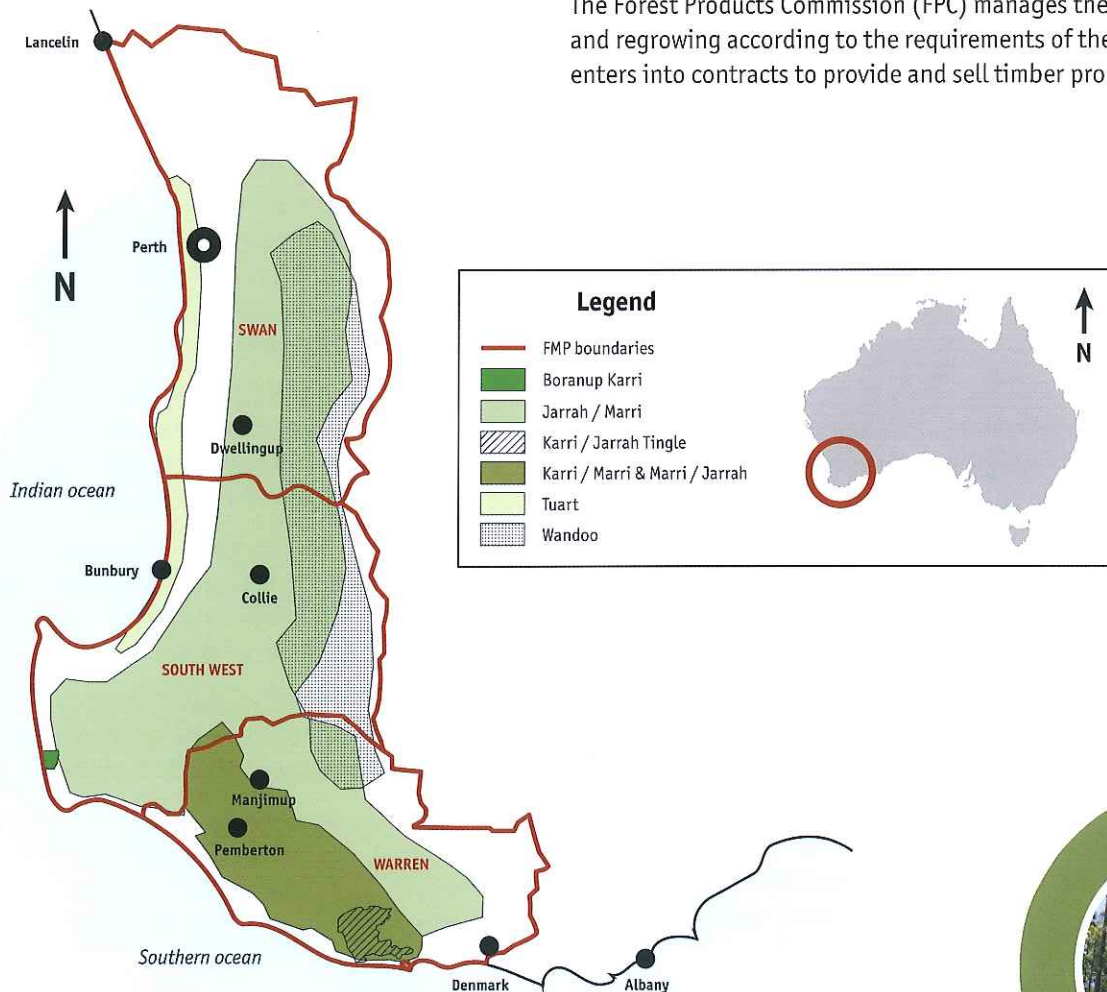 The Forest Products Commission (FPC) manages the
and regrowing according to the requirements of the
enters into contracts to provide and sell timber pro
Lancelin
N
Perth
SWAN
Dwellingup
Indian ocean
Bunbury
Collie
SOUTH WEST
Manjimup
Pemberton
WARREN
Southern ocean
Denmark
Albany
Legend
FMP boundaries
Boranup Karri
Jarrah / Marri
Karri / Jarrah Tingle
Karri / Marri & Marri / Jarrah
Tuart
Wandoo
N